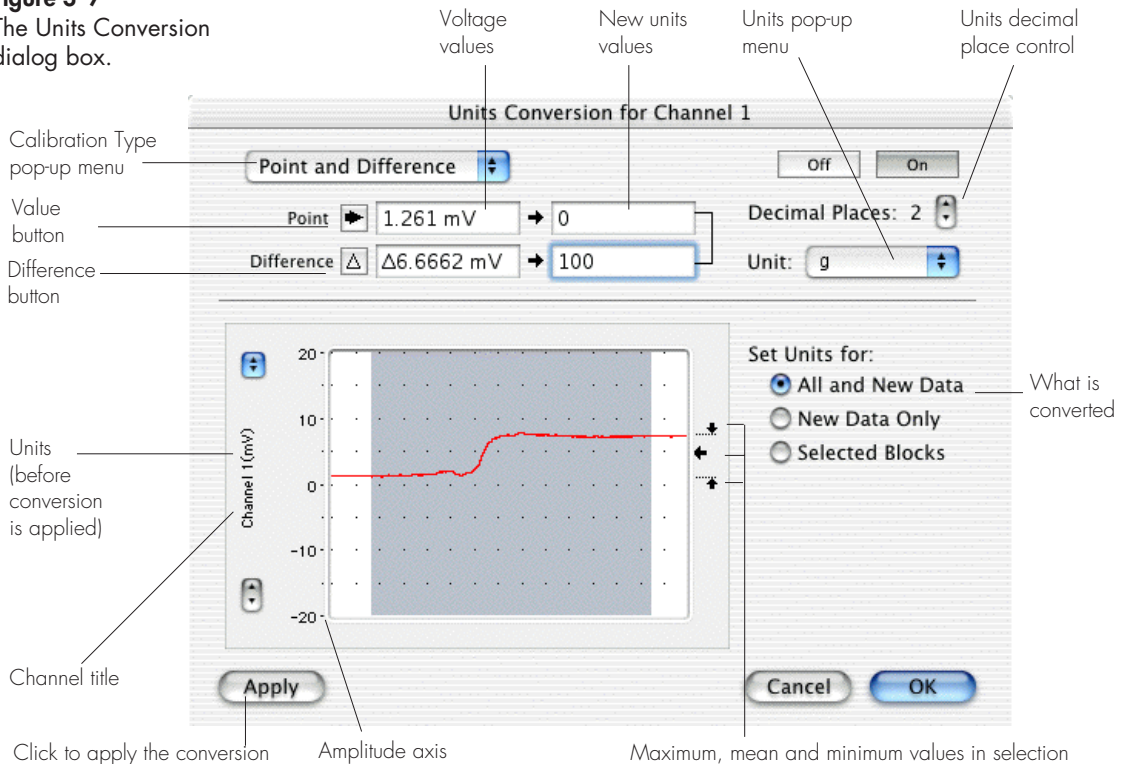 The Units Conversion
dialog box.
Voltage
values
New units
values
Units pop-up
menu
Units decimal
place control
Units Conversion for Channel 1
Calibration Type
pop-up menu
Point and Difference
Off
On
Value
button
Point
1.261 mV
0
Decimal Places: 2
Difference
button
Difference
Δ
Δ6.6662 mV
100
Unit:
g
20
10
0
-10
-20
Channel 1(mV)
Set Units for:
All and New Data
New Data Only
Selected Blocks
What is
converted
Units
(before
conversion
is applied)
Channel title
Apply
Cancel
OK
Click to apply the conversion
Amplitude axis
Maximum, mean and minimum values in selection